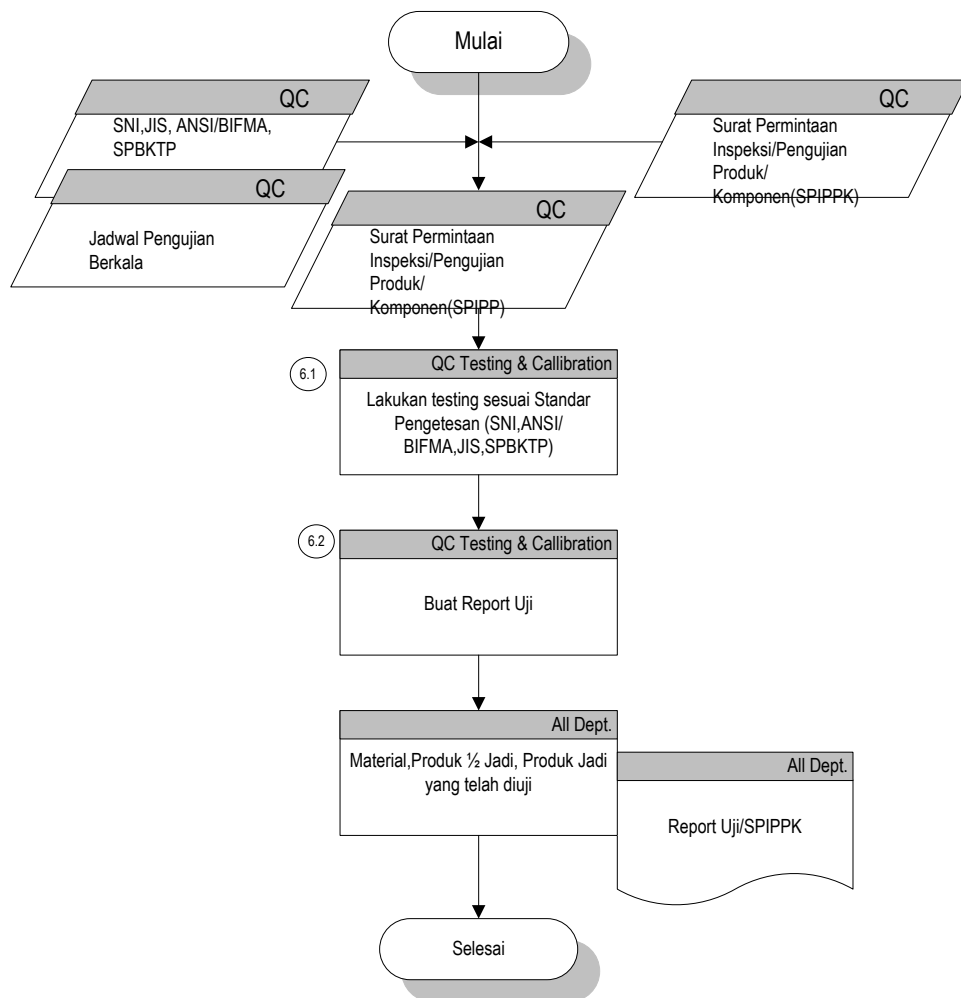 Mulai
QC
SNI,JIS, ANSI/BIFMA,
SPBKTP
QC
Jadwal Pengujian
Berkala
QC
Surat Permintaan
Inspeksi/Pengujian
Produk/
Komponen(SPIPPK)
QC
Surat Permintaan
Inspeksi/Pengujian
Produk/
Komponen(SPIPP)
6.1
QC Testing & Callibration
Lakukan testing sesuai Standar
Pengetesan (SNI,ANSI/
BIFMA,JIS,SPBKTP)
6.2
QC Testing & Callibration
Buat Report Uji
All Dept.
Material,Produk ½ Jadi, Produk Jadi
yang telah diuji
All Dept.
Report Uji/SPIPPK
Selesai